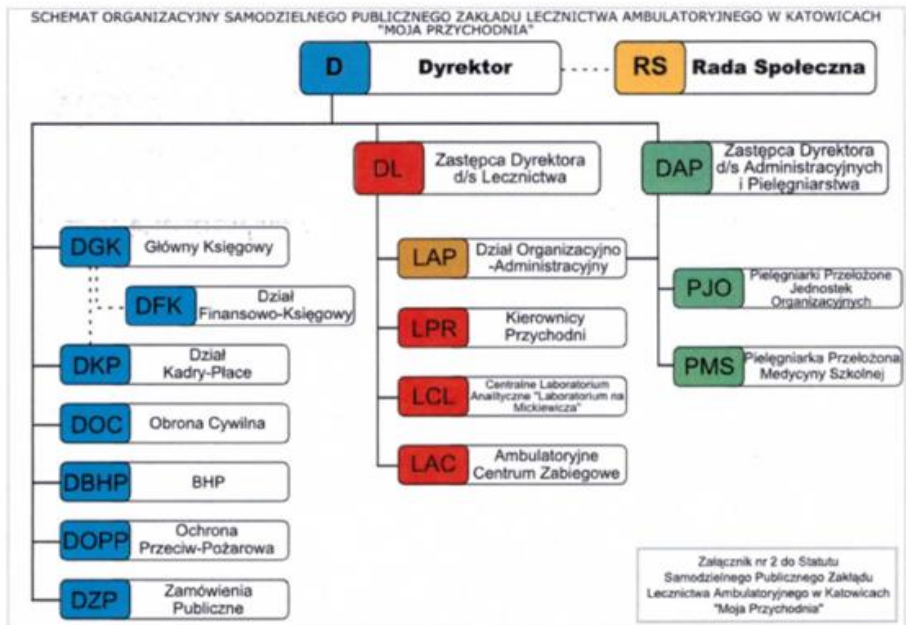 SCHEMAT ORGANIZACYJNY SAMODZIELNEGO PUBLICZNEGO ZAKŁADU LECZNICTWA AMBULATORYJNEGO W KATOWICACH
"MOJA PRZYCHODNIA"
D Dyrektor
RS Rada Społeczna
DL Zastępca Dyrektora
d/s Lecznictwa
DAP Zastępca Dyrektora
d/s Administracyjnych
i Pielęgniarstwa
DGK Główny Księgowy
DFK Dział
Finansowo-Księgowy
DKP Dział
Kadry-Płace
DOC Obrona Cywilna
DBHP BHP
DOPP Ochrona
Przeciw-Pożarowa
DZP Zamówienia
Publiczne
LAP Dział Organizacyjno
-Administracyjny
LPR Kierownicy
Przychodni
LCL Centralne Laboratorium
Analityczne "Laboratorium na
Mickiewicza"
LAC Ambulatoryjne
Centrum Zabiegowe
PJO Pielęgniarki Przełożone
Jednostek
Organizacyjnych
PMS Pielęgniarka Przełożona
Medycyny Szkolnej
Załącznik nr 2 do Statutu
Samodzielnego Publicznego Zakłądu
Lecznictwa Ambulatoryjnego w Katowicach
"Moja Przychodnia"